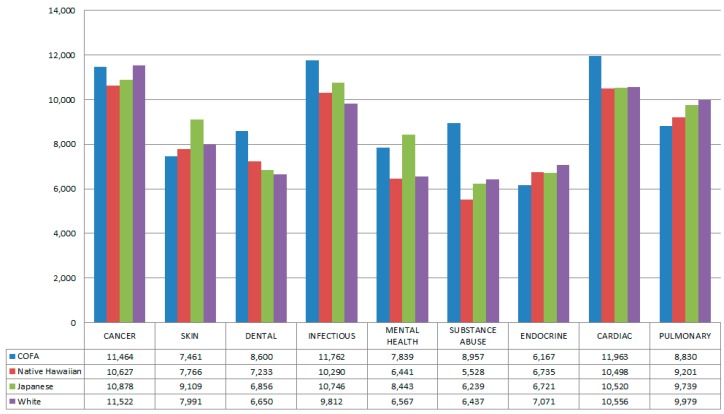 14,000
12,000
10,000
8,000
6,000
4,000
2,000
0
CANCER SKIN DENTAL INFECTIOUS MENTAL HEALTH SUBSTANCE ABUSE ENDOCRINE CARDIAC PULMONARY
COFA 11,464 7,461 8,600 11,762 7,839 8,957 6,167 11,963 8,830
Native Hawaiian 10,627 7,766 7,233 10,290 6,441 5,528 6,735 10,498 9,201
Japanese 10,878 9,109 6,856 10,746 8,443 6,239 6,721 10,520 9,739
White 11,522 7,991 6,650 9,812 6,567 6,437 7,071 10,556 9,979